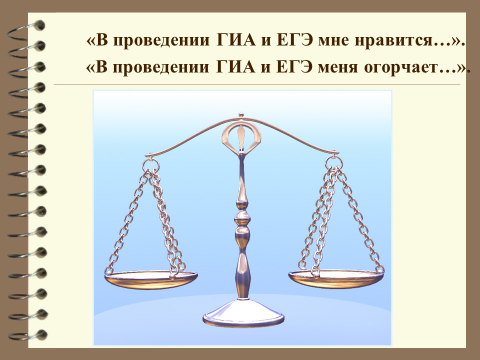 «В проведении ГИА и ЕГЭ мне нравится…».
«В проведении ГИА и ЕГЭ меня огорчает…».